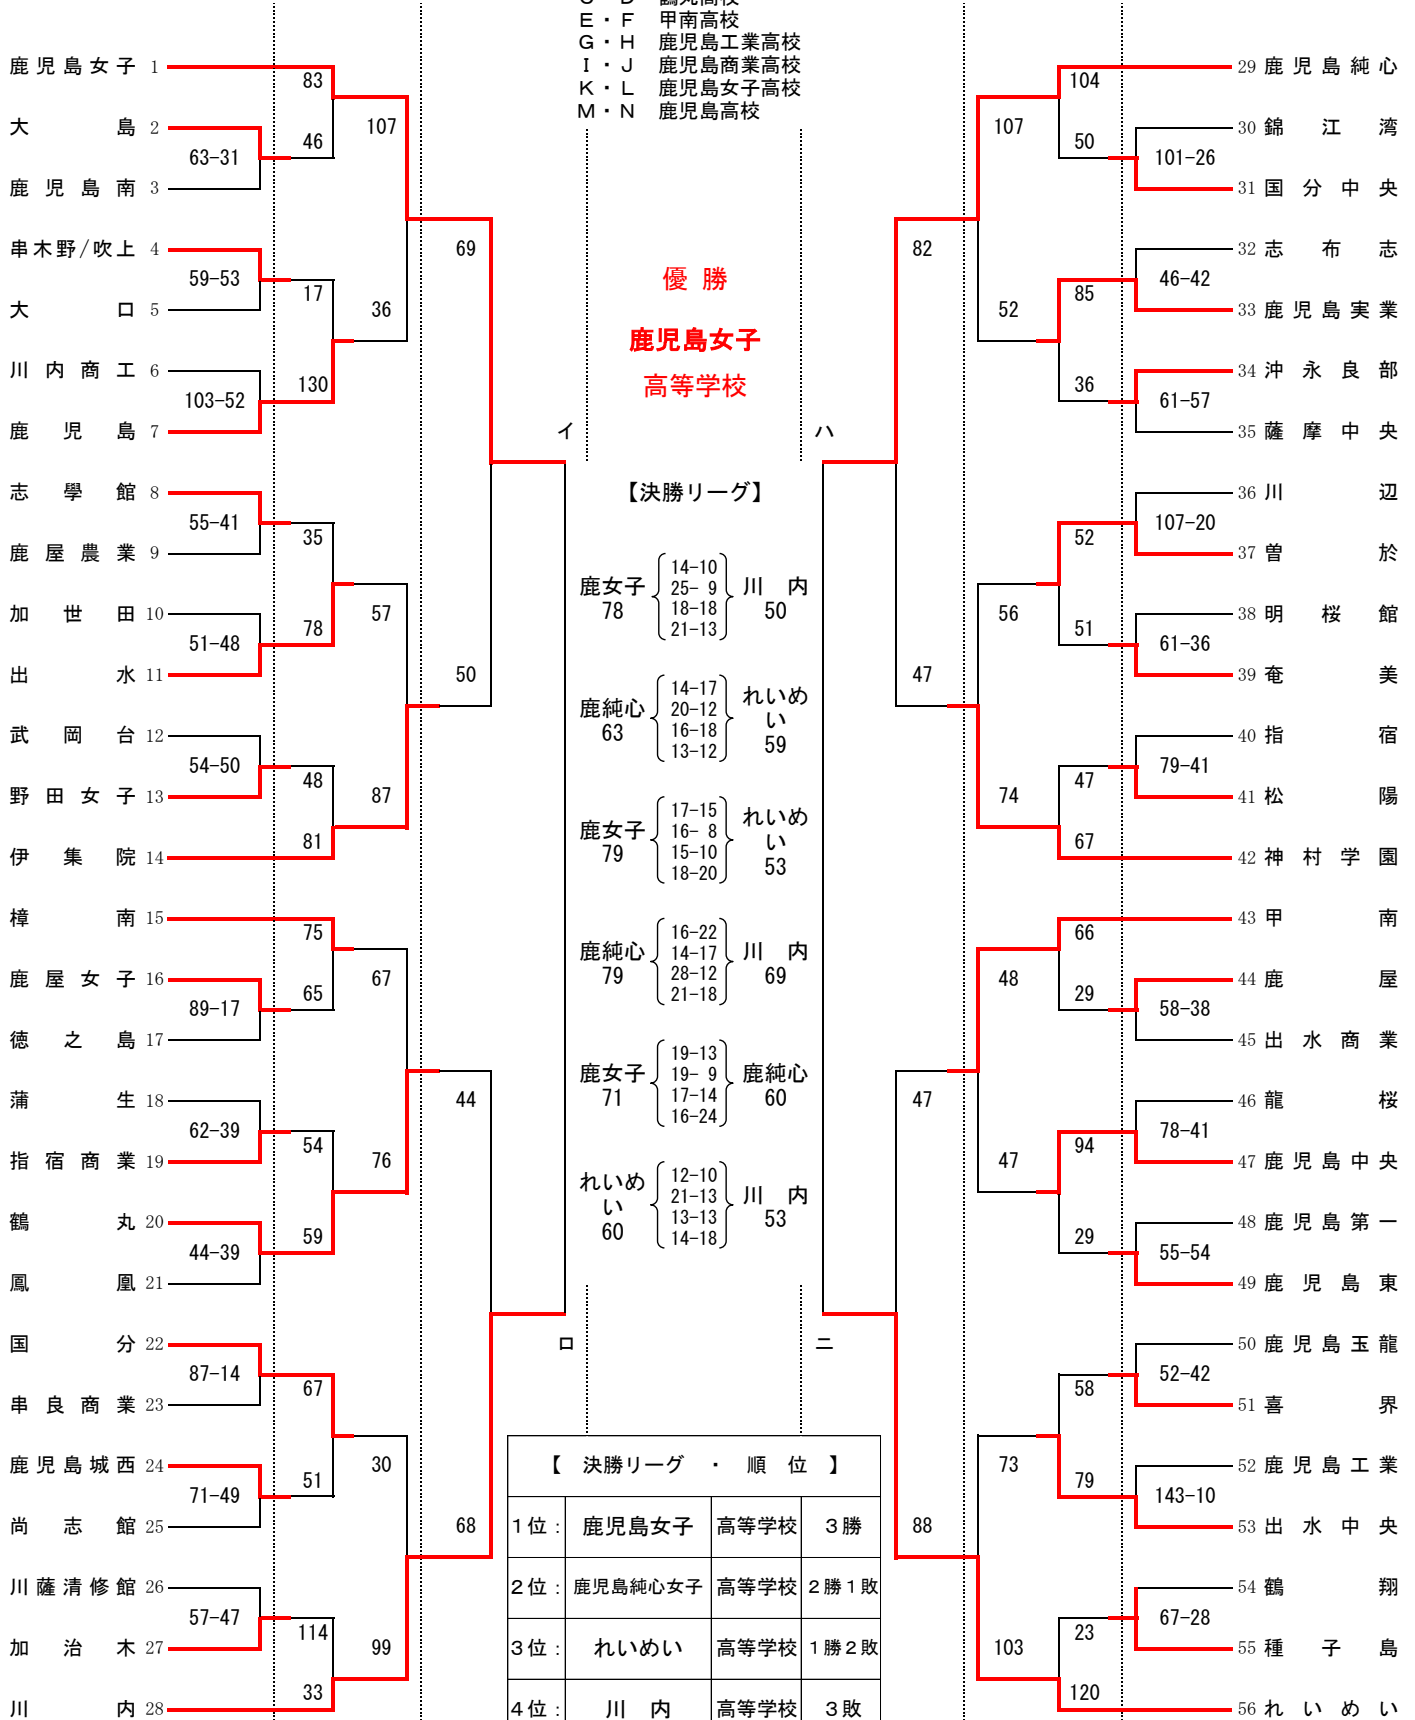 E・F 甲南高校
G・H 鹿児島工業高校
I・J 鹿児島商業高校
K・L 鹿児島女子高校
M・N 鹿児島高校
鹿児島女子 1
大島 2
鹿児島南 3
串木野/吹上 4
大口 5
川内商工 6
鹿児島 7
志學館 8
鹿屋農業 9
加世田 10
出水 11
武岡台 12
野田女子 13
伊集院 14
樟南 15
鹿屋女子 16
徳之島 17
蒲生 18
指宿商業 19
鶴丸 20
鳳凰 21
国分 22
串良商業 23
鹿児島城西 24
尚志館 25
川薩清修館 26
加治木 27
川内 28
63-31
59-53
103-52
55-41
51-48
54-50
89-17
62-39
44-39
87-14
71-49
57-47
83
46
17
130
35
78
48
81
75
65
54
59
67
51
114
33
107
36
57
87
67
76
30
99
69
50
44
68
イ
ロ
優勝
鹿児島女子
高等学校
【決勝リーグ】
鹿女子 78
14-10
25- 9
18-18
21-13
川内 50
鹿純心 63
14-17
20-12
16-18
13-12
れいめい 59
鹿女子 79
17-15
16- 8
15-10
18-20
れいめい 53
鹿純心 79
16-22
14-17
28-12
21-18
川内 69
鹿女子 71
19-13
19- 9
17-14
16-24
鹿純心 60
れいめい 60
12-10
21-13
13-13
14-18
川内 53
【 決勝リーグ ・ 順位 】
1位: 鹿児島女子 高等学校 3勝
2位: 鹿児島純心女子 高等学校 2勝1敗
3位: れいめい 高等学校 1勝2敗
4位: 川内 高等学校 3敗
ハ
ニ
82
47
47
88
107
52
56
74
48
47
73
103
104
50
85
36
52
51
47
67
66
29
94
29
58
79
23
120
101-26
46-42
61-57
107-20
61-36
79-41
58-38
78-41
55-54
52-42
143-10
67-28
29 鹿児島純心
30 錦江湾
31 国分中央
32 志布志
33 鹿児島実業
34 沖永良部
35 薩摩中央
36 川辺
37 曽於
38 明桜館
39 奄美
40 指宿
41 松陽
42 神村学園
43 甲南
44 鹿屋
45 出水商業
46 龍桜
47 鹿児島中央
48 鹿児島第一
49 鹿児島東
50 鹿児島玉龍
51 喜界
52 鹿児島工業
53 出水中央
54 鶴翔
55 種子島
56 れいめい